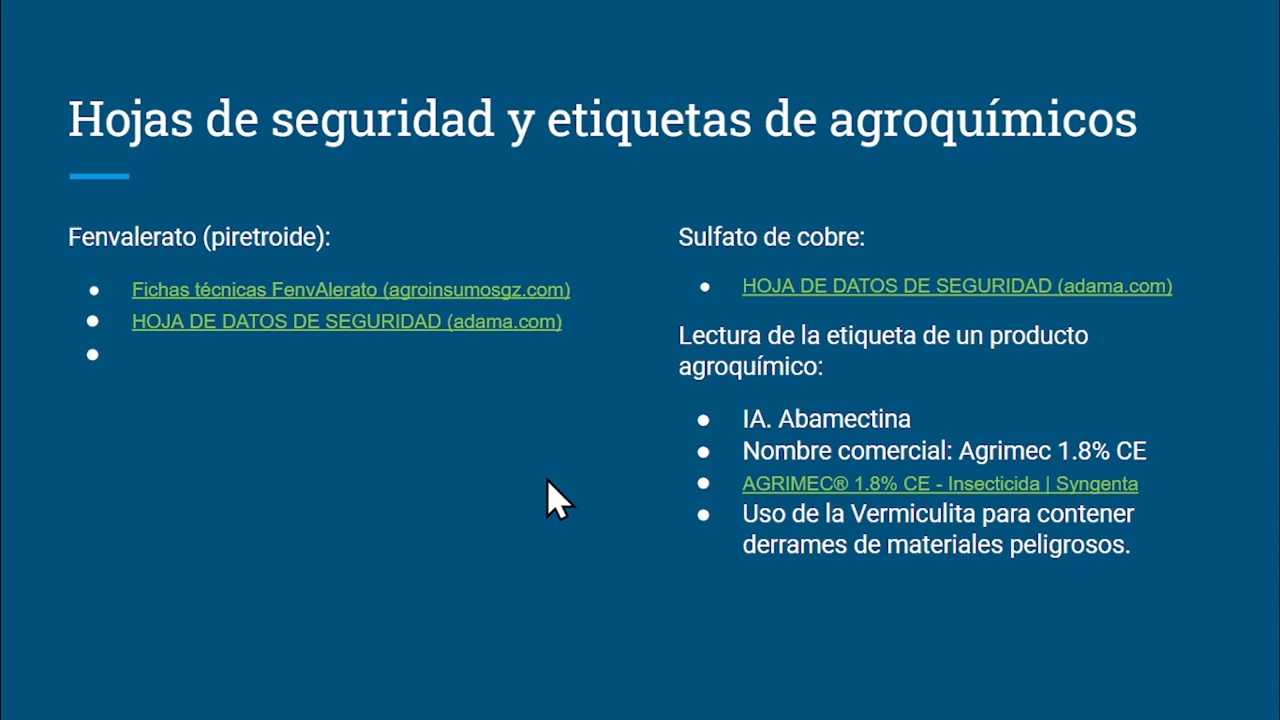 Hojas de seguridad y etiquetas de agroquímicos
Fenvalerato (piretroide):
● Fichas técnicas FenvAlerato (agroinsumosgz.com)
● HOJA DE DATOS DE SEGURIDAD (adama.com)
●
Sulfato de cobre:
● HOJA DE DATOS DE SEGURIDAD (adama.com)
Lectura de la etiqueta de un producto
agroquímico:
● IA. Abamectina
● Nombre comercial: Agrimec 1.8% CE
● AGRIMEC® 1.8% CE - Insecticida | Syngenta
● Uso de la Vermiculita para contener
derrames de materiales peligrosos.